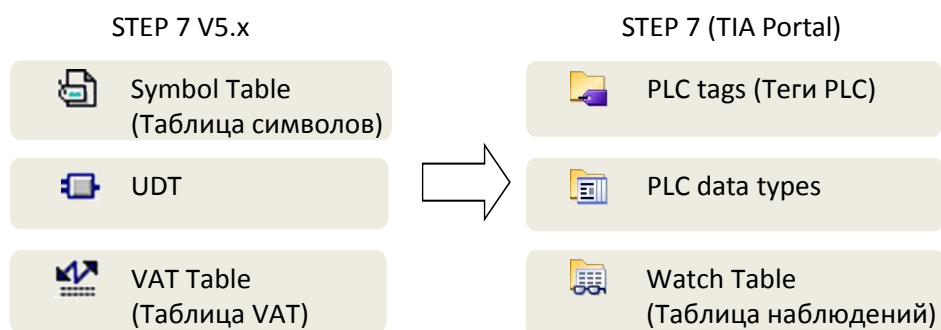 STEP 7 V5.x
STEP 7 (TIA Portal)
Symbol Table
(Таблица символов)
PLC tags (Теги PLC)
UDT
PLC data types
VAT Table
(Таблица VAT)
Watch Table
(Таблица наблюдений)